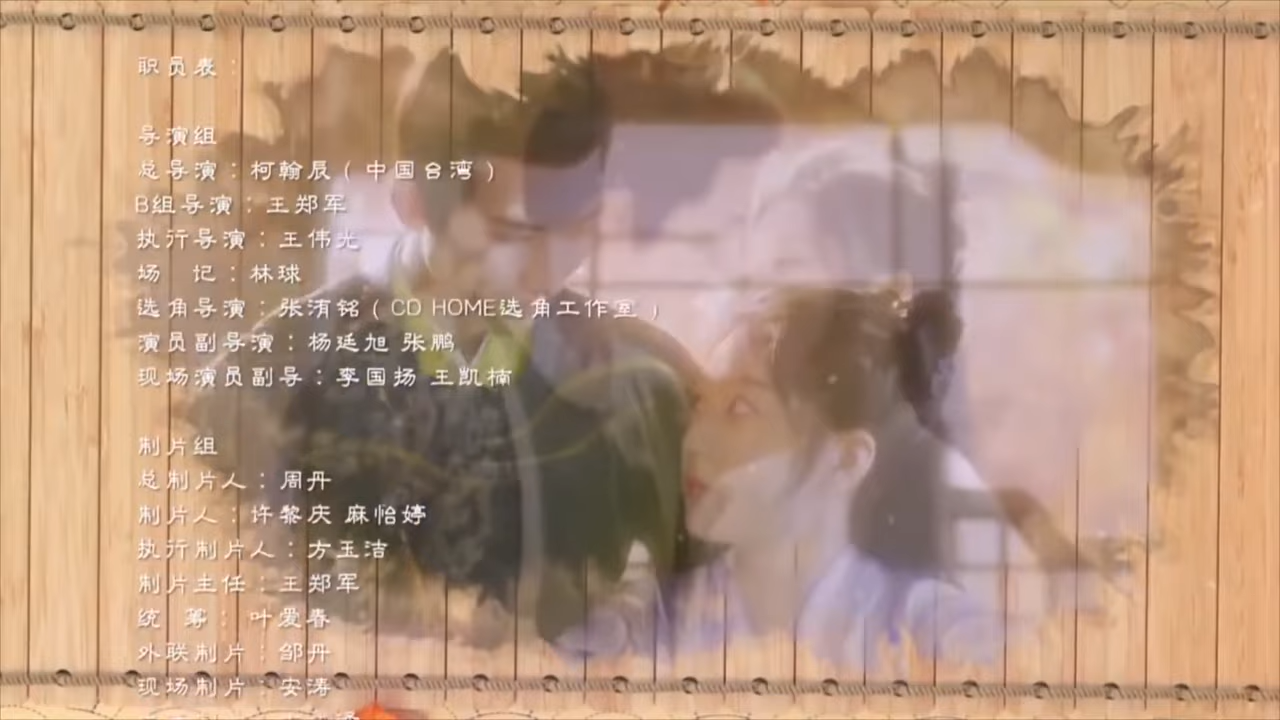 职员表：
导演组
总导演：柯翰辰（中国台湾）
B组导演：王郑军
执行导演：王伟光
场　记：林球
选角导演：张洧铭（CD HOME选角工作室）
演员副导演：杨廷旭 张鹏
现场演员副导：李国扬 王凯楠
制片组
总制片人：周丹
制片人：许黎庆 麻怡婷
执行制片人：方玉洁
制片主任：王郑军
统　筹：叶爱春
外联制片：邹丹
现场制片：安涛